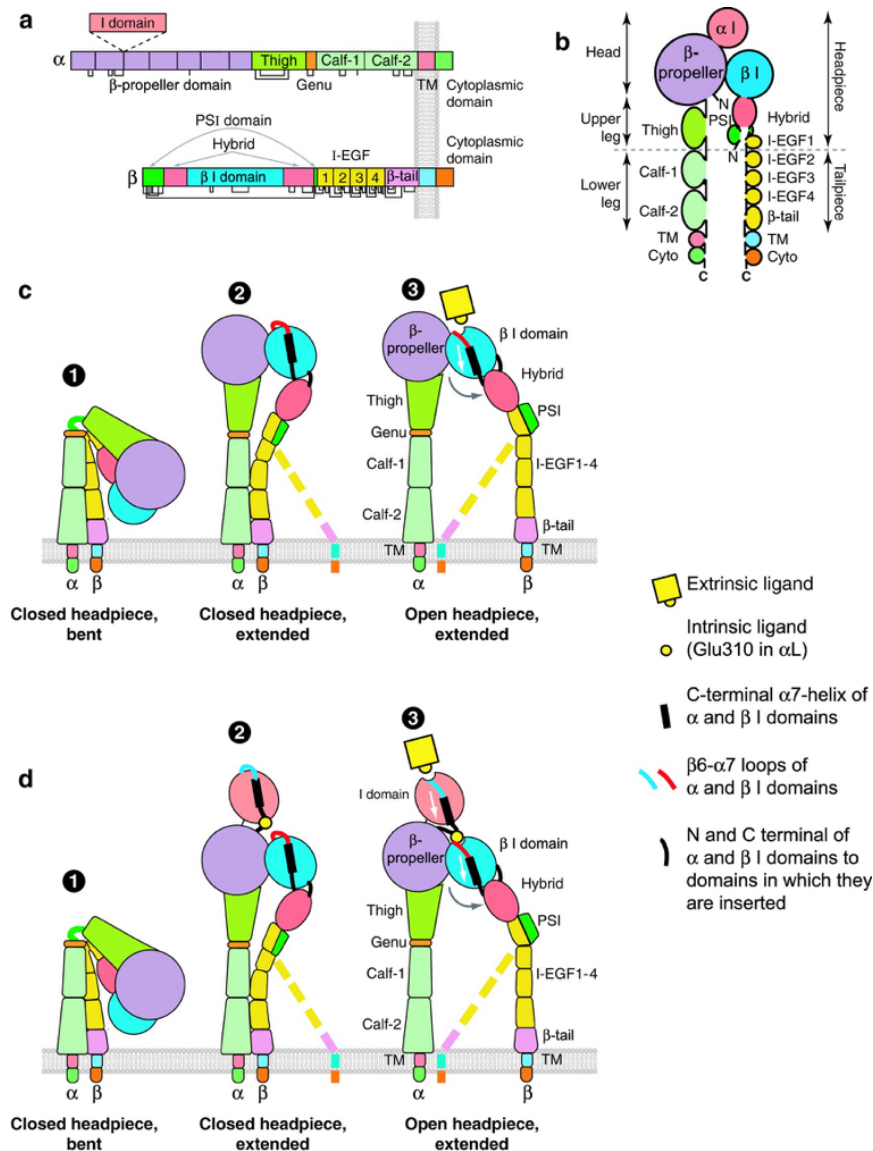 a
I domain
α
Thigh
Calf-1
Calf-2
β-propeller domain
Genu
TM
Cytoplasmic
domain
PSI domain
Hybrid
I-EGF
Cytoplasmic
domain
β
β I domain
1
2
3
4
β-tail
b
Head
Upper
leg
Lower
leg
α I
β-
propeller
β I
N
PSI
Hybrid
Thigh
N
I-EGF1
I-EGF2
Calf-1
I-EGF3
I-EGF4
Calf-2
β-tail
TM
TM
Cyto
Cyto
C
C
Headpiece
Tailpiece
c
1
2
3
β-
propeller
β I domain
Hybrid
Thigh
PSI
Genu
Calf-1
I-EGF1-4
Calf-2
β-tail
TM
TM
α
β
α
β
α
β
Closed headpiece,
bent
Closed headpiece,
extended
Open headpiece,
extended
Extrinsic ligand
Intrinsic ligand
(Glu310 in αL)
C-terminal α7-helix of
α and β I domains
β6-α7 loops of
α and β I domains
N and C terminal of
α and β I domains to
domains in which they
are inserted
d
1
2
3
I domain
β-
propeller
β I domain
Hybrid
Thigh
PSI
Genu
Calf-1
I-EGF1-4
Calf-2
β-tail
TM
TM
α
β
α
β
α
β
Closed headpiece,
bent
Closed headpiece,
extended
Open headpiece,
extended